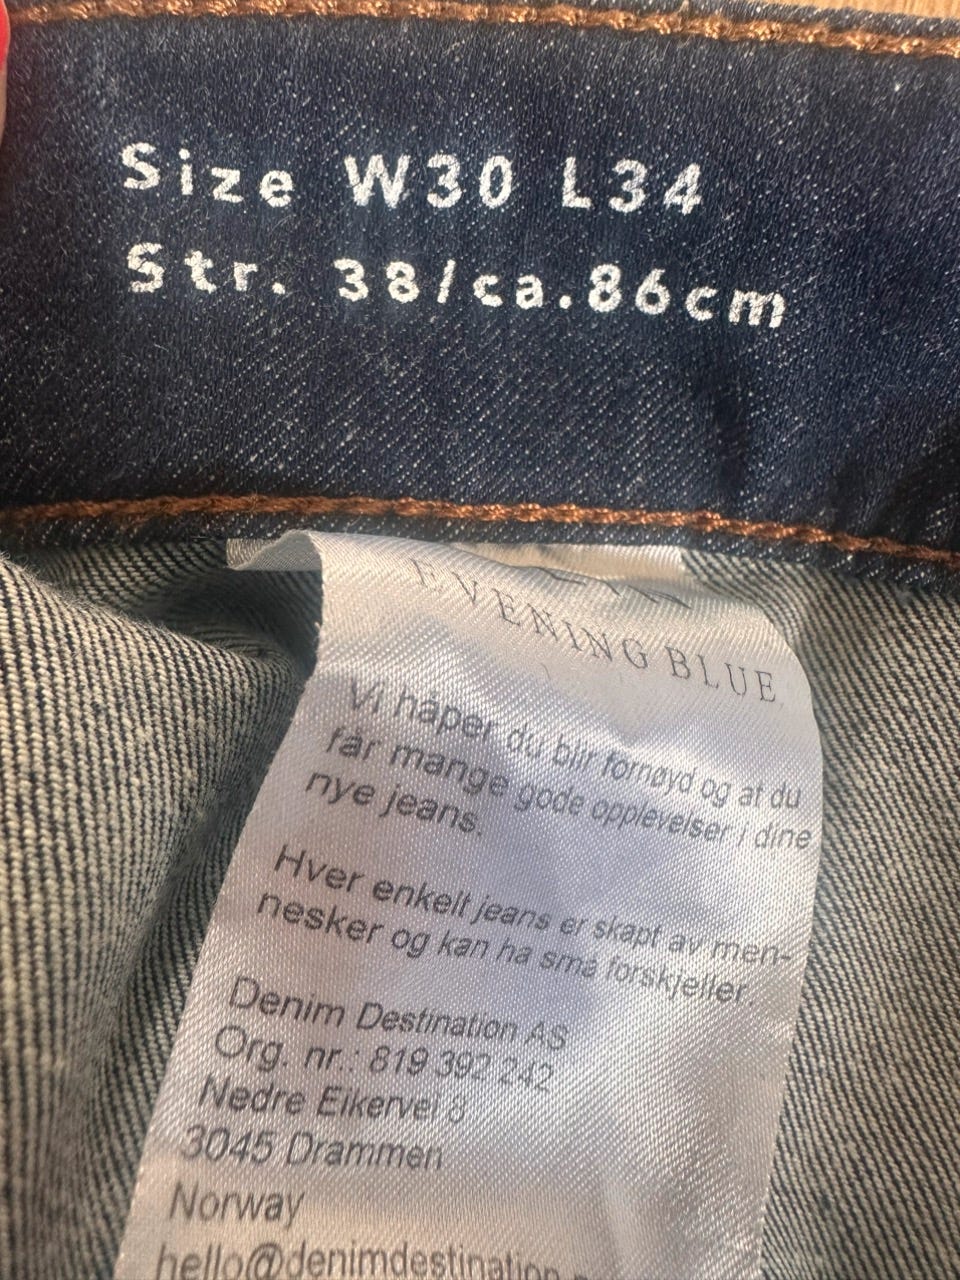 Size W30 L34
Str. 38/ca.86cm
EVENING BLUE
Vi håper du blir fornøyd og at du
får mange gode opplevelser i dine
nye jeans.
Hver enkelt jeans er skapt av men-
nesker og kan ha små forskjeller.
Denim Destination AS
Org. nr.: 819 392 242
Nedre Eikervei 8
3045 Drammen
Norway
hello@denimdestination